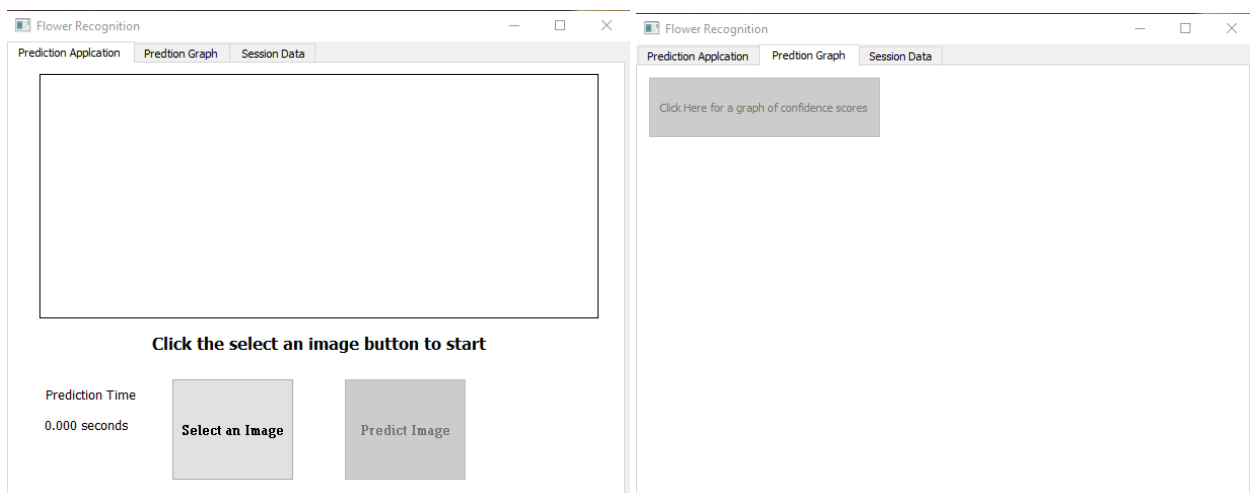 Flower Recognition
Prediction Applcation Predtion Graph Session Data
Click the select an image button to start
Prediction Time
0.000 seconds
Select an Image
Predict Image
Flower Recognition
Prediction Applcation Predtion Graph Session Data
Click Here for a graph of confidence scores